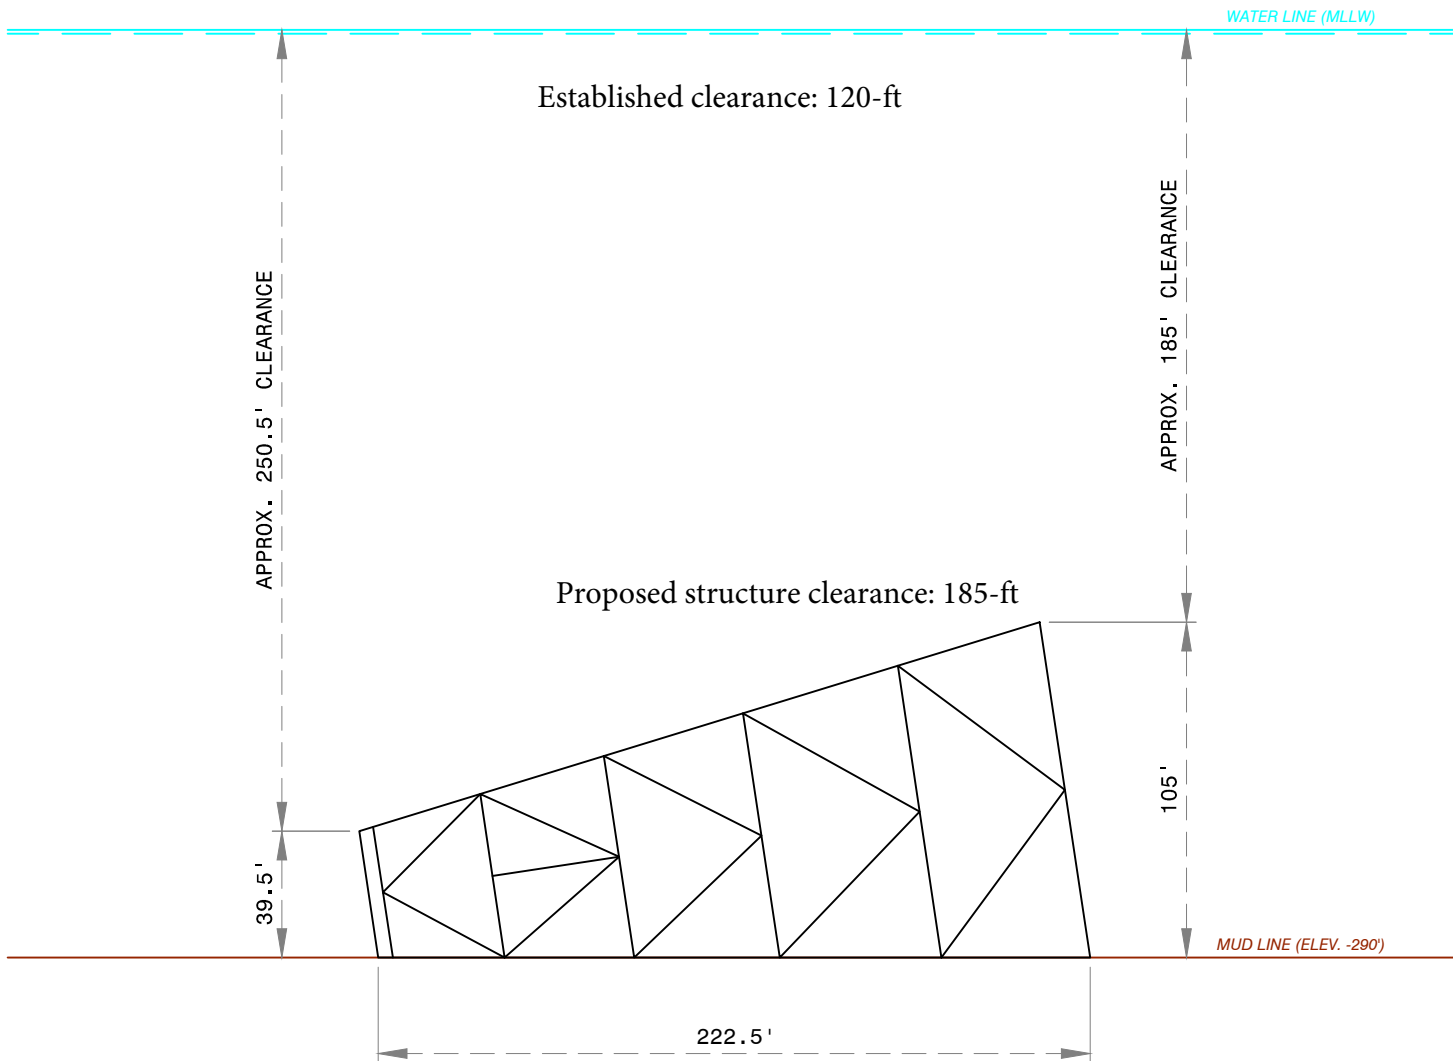 WATER LINE (MLLW)
Established clearance: 120-ft
APPROX. 250.5' CLEARANCE
APPROX. 185' CLEARANCE
Proposed structure clearance: 185-ft
39.5'
105'
MUD LINE (ELEV. -290')
222.5'